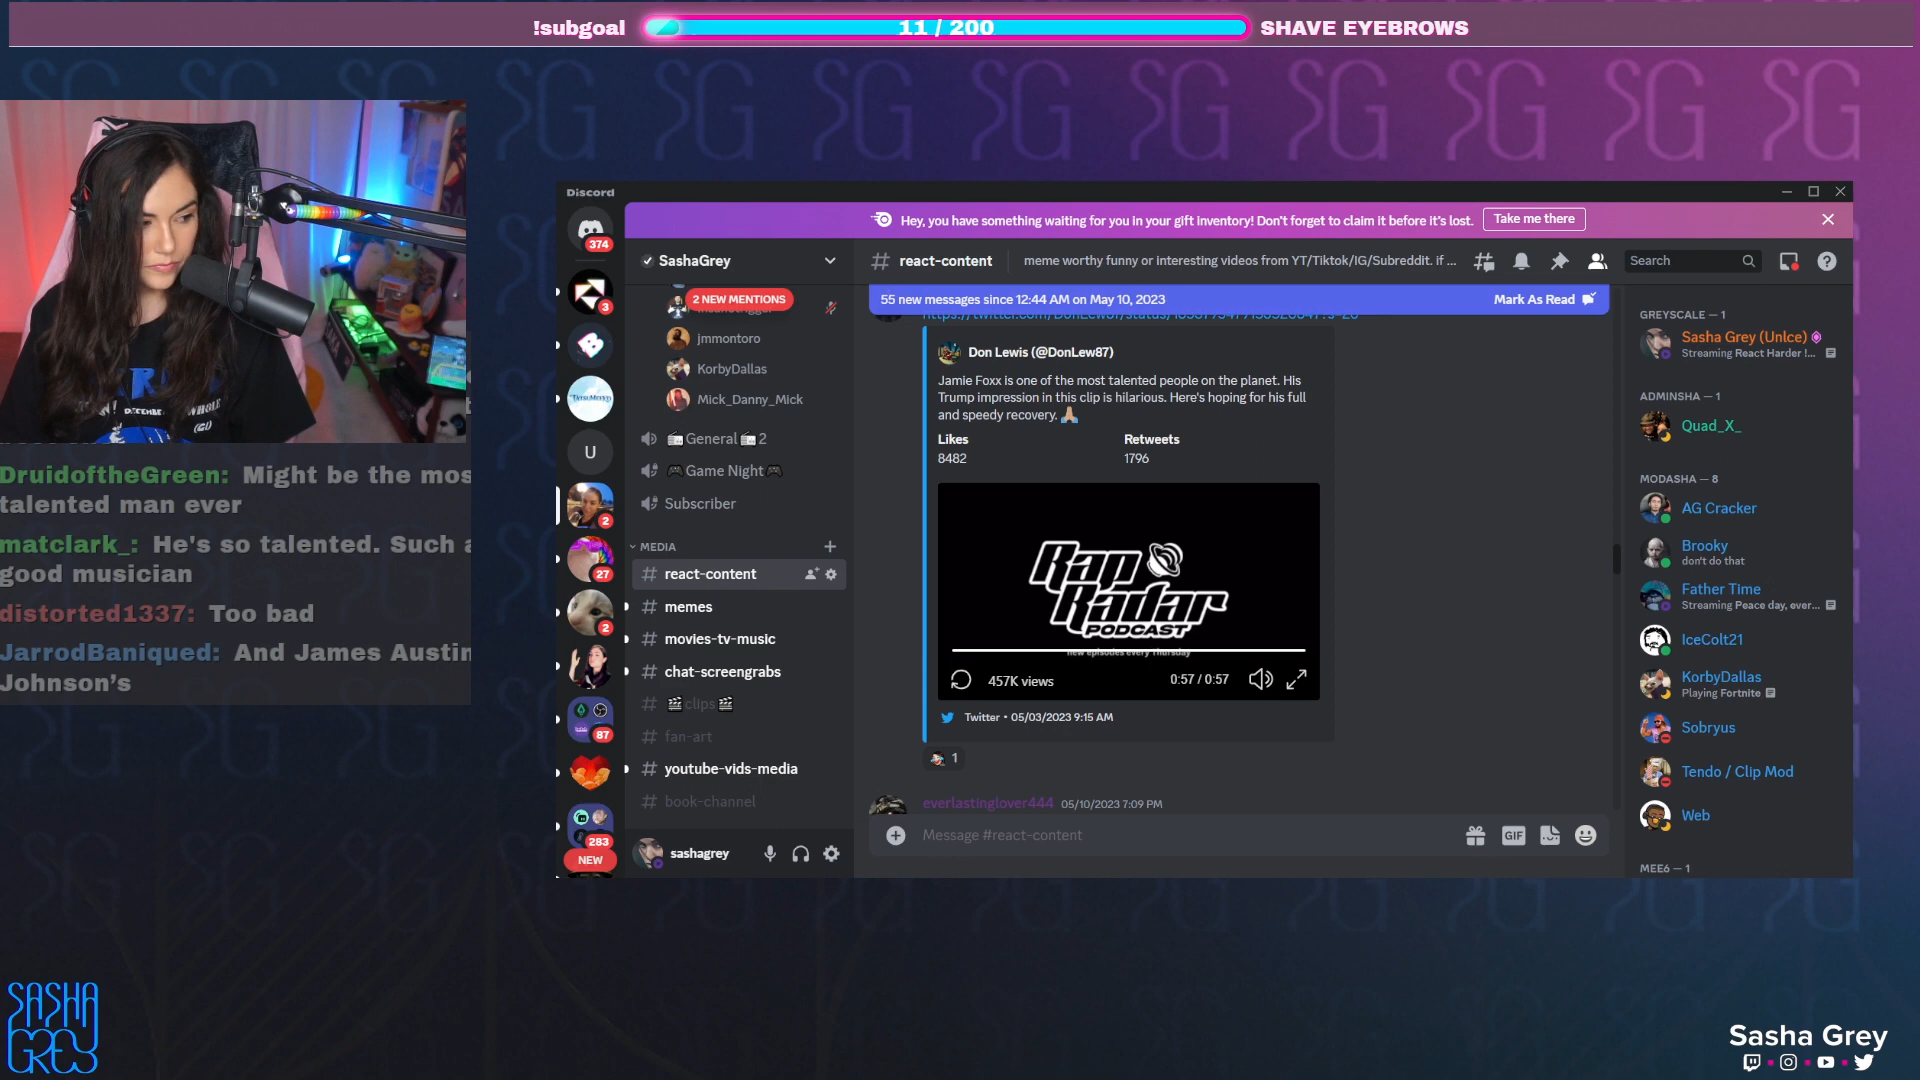 !subgoal
11 / 200
SHAVE EYEBROWS
DruidoftheGreen: Might be the mos
talented man ever
matclark_: He's so talented. Such a
good musician
distorted1337: Too bad
JarrodBaniqued: And James Austin
Johnson's
Discord
374
3
U
2
27
2
87
283
NEW
Hey, you have something waiting for you in your gift inventory! Don't forget to claim it before it's lost.
Take me there
SashaGrey
2 NEW MENTIONS
jmmontoro
KorbyDallas
Mick_Danny_Mick
General 2
Game Night
Subscriber
MEDIA
react-content
memes
movies-tv-music
chat-screengrabs
clips
fan-art
youtube-vids-media
book-channel
sashagrey
react-content
meme worthy funny or interesting videos from YT/Tiktok/IG/Subreddit. if ...
Search
55 new messages since 12:44 AM on May 10, 2023
Mark As Read
Don Lewis (@DonLew87)
Jamie Foxx is one of the most talented people on the planet. His
Trump impression in this clip is hilarious. Here's hoping for his full
and speedy recovery. 🙏🏼
Likes
Retweets
8482
1796
Rap
Radar
PODCAST
new episodes every Thursday
457K views
0:57 / 0:57
Twitter • 05/03/2023 9:15 AM
1
everlastinglover444 05/10/2023 7:09 PM
Message #react-content
GIF
GREYSCALE — 1
Sasha Grey (Unlce)
Streaming React Harder !...
ADMINSHA — 1
Quad_X_
MODASHA — 8
AG Cracker
Brooky
don't do that
Father Time
Streaming Peace day, ever...
IceColt21
KorbyDallas
Playing Fortnite
Sobryus
Tendo / Clip Mod
Web
MEE6 — 1
SASHA
GREY
Sasha Grey